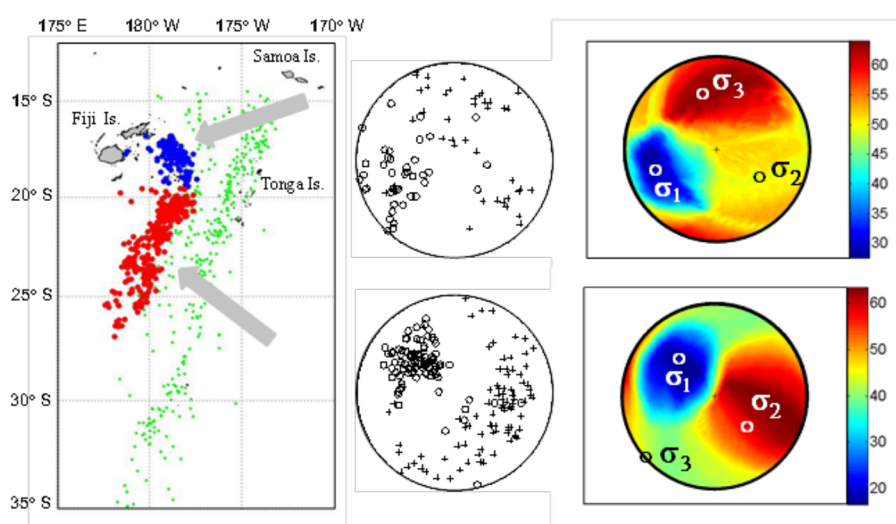 175° E 180° W 175° W 170° W
Samoa Is.
15° S
Fiji Is.
20° S
Tonga Is.
25° S
30° S
35° S
σ3
σ2
σ1
60
55
50
45
40
35
30
σ1
σ2
σ3
60
50
40
30
20